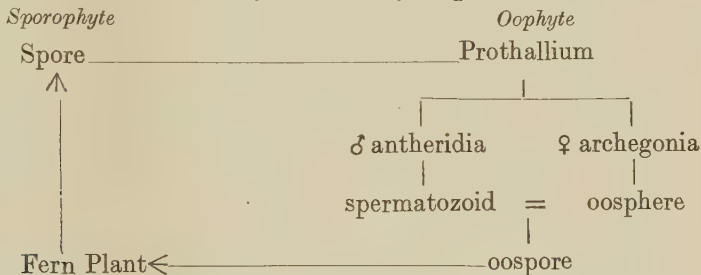 Sporophyte Oophyte
Spore Prothallium
♂ antheridia ♀ archegonia
spermatozoid = oosphere
Fern Plant oospore